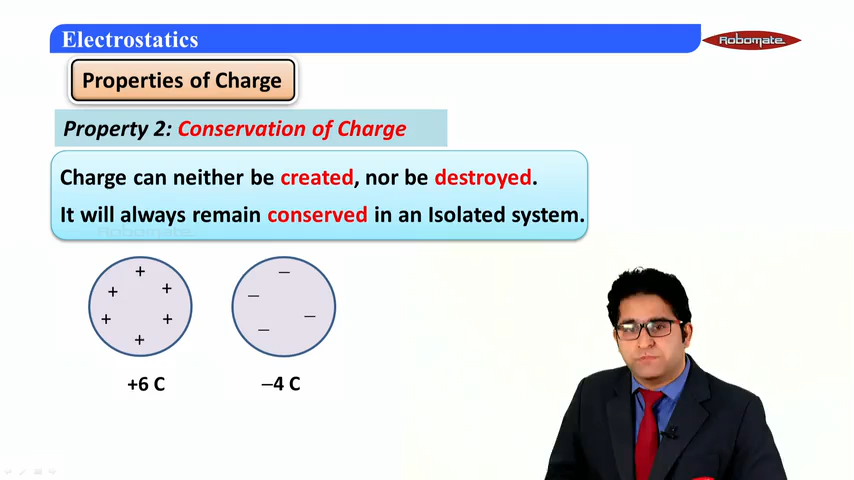 Electrostatics
Robomate
Properties of Charge
Property 2: Conservation of Charge
Charge can neither be created, nor be destroyed.
It will always remain conserved in an Isolated system.
Robomate
+ + + + + +
− − − −
+6 C
−4 C